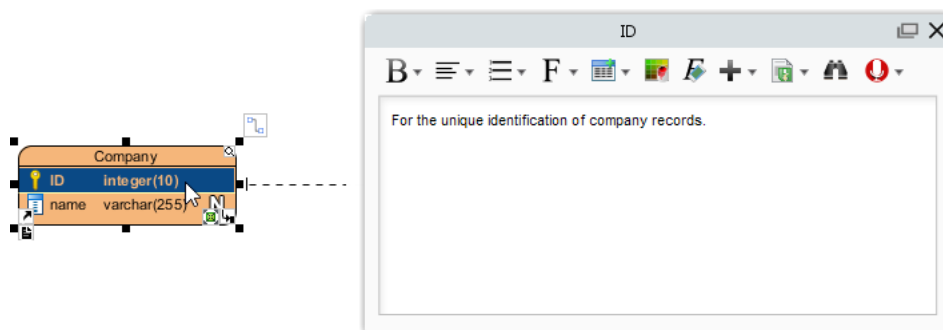 Company
ID integer(10)
name varchar(255) N
ID
B F F
For the unique identification of company records.